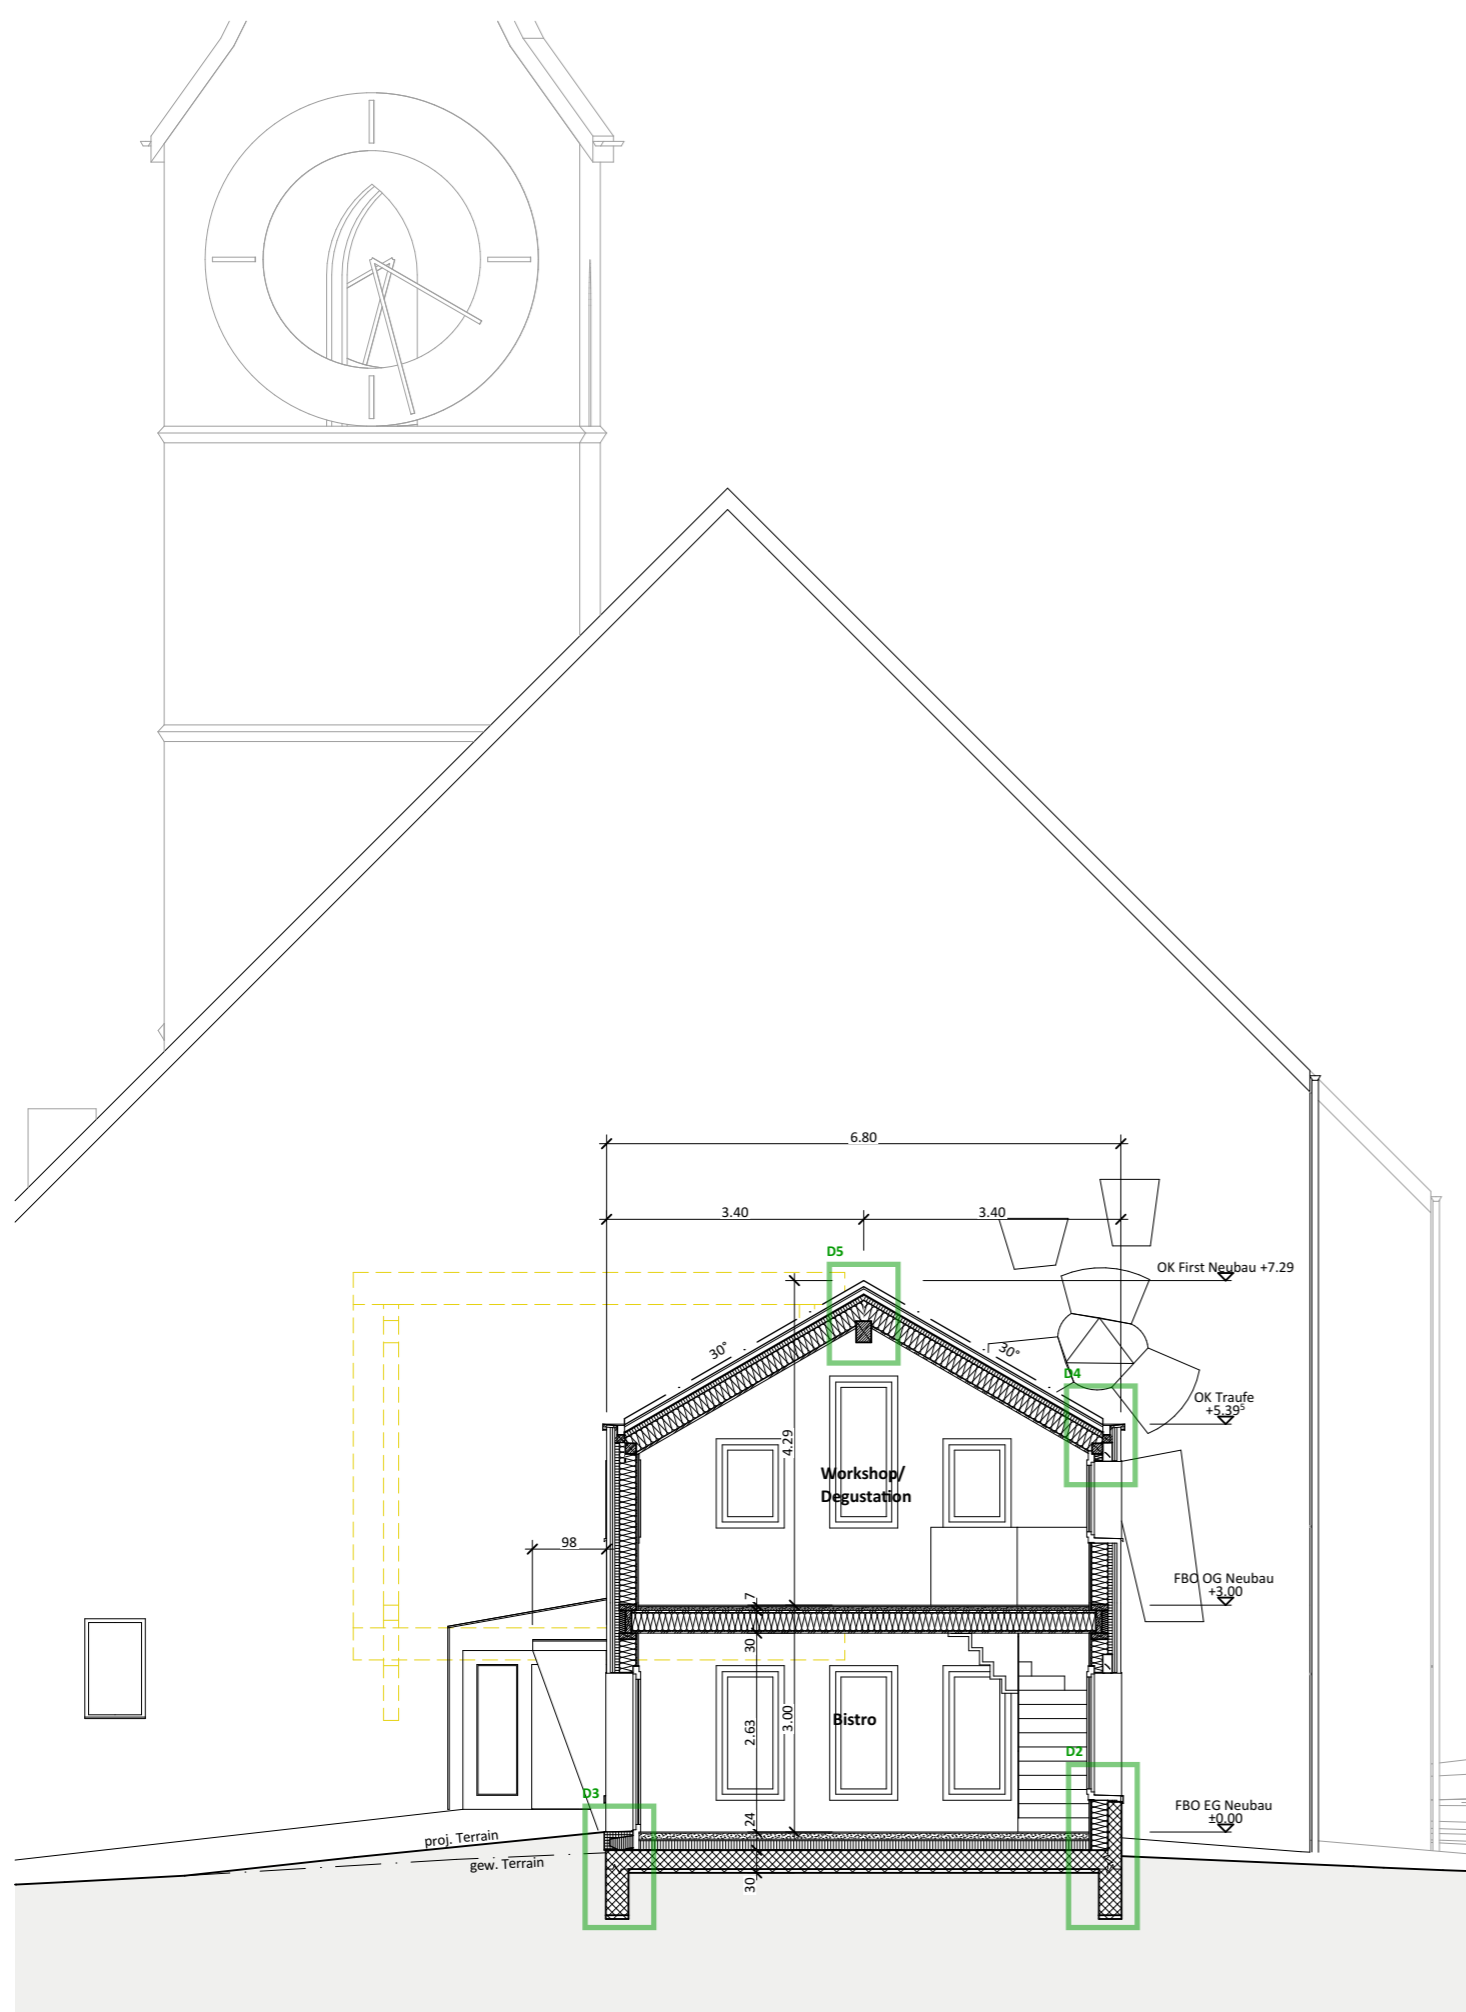 6.80
3.40
3.40
D5
OK First Neubau +7.29
30°
30°
D4
OK Traufe
+5.39⁵
4.29
Workshop/
Degustation
98
FBO OG Neubau
+3.00
7
30
2.63
3.00
Bistro
D2
D3
FBO EG Neubau
±0.00
24
proj. Terrain
gew. Terrain
30